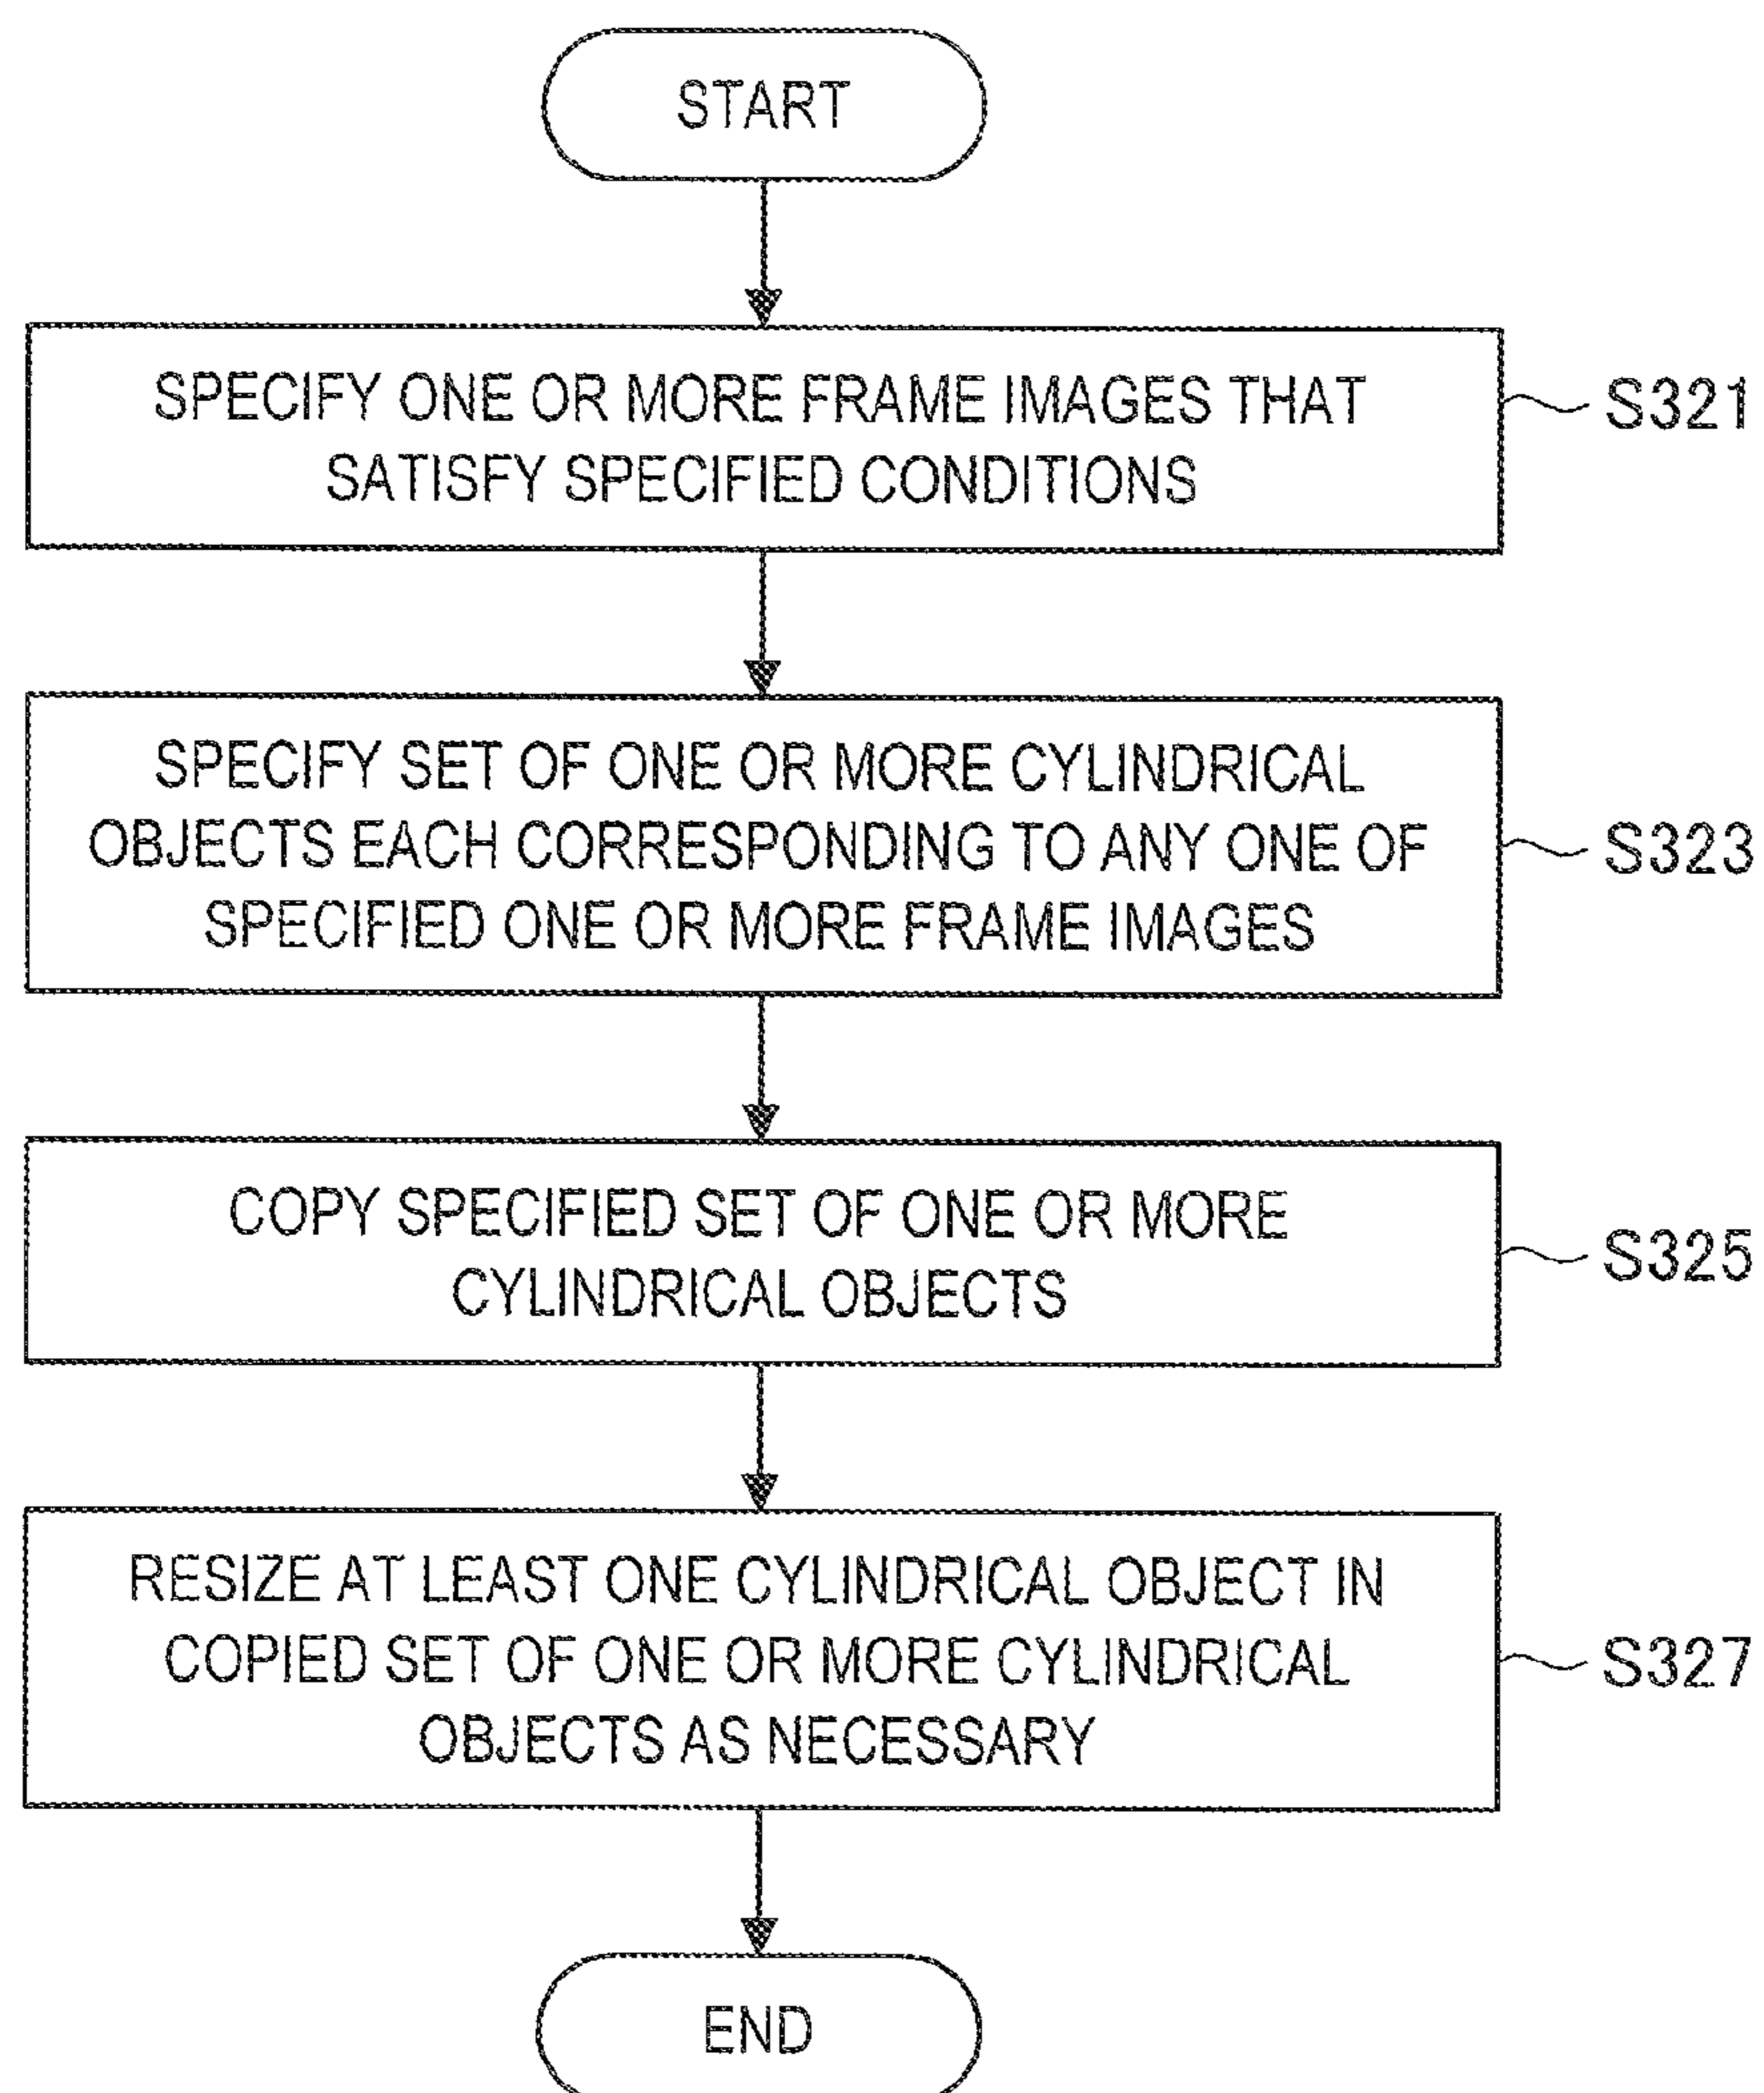 START
SPECIFY ONE OR MORE FRAME IMAGES THAT
SATISFY SPECIFIED CONDITIONS
S321
SPECIFY SET OF ONE OR MORE CYLINDRICAL
OBJECTS EACH CORRESPONDING TO ANY ONE OF
SPECIFIED ONE OR MORE FRAME IMAGES
S323
COPY SPECIFIED SET OF ONE OR MORE
CYLINDRICAL OBJECTS
S325
RESIZE AT LEAST ONE CYLINDRICAL OBJECT IN
COPIED SET OF ONE OR MORE CYLINDRICAL
OBJECTS AS NECESSARY
S327
END